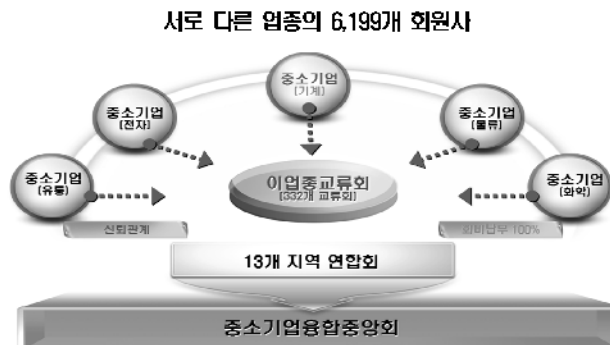 서로 다른 업종의 6,199개 회원사
중소기업
(기계)
중소기업
(전자)
중소기업
(물류)
중소기업
(유통)
중소기업
(화학)
이업종교류회
(332개 교류회)
신뢰관계
회비납부 100%
13개 지역 연합회
중소기업융합중앙회